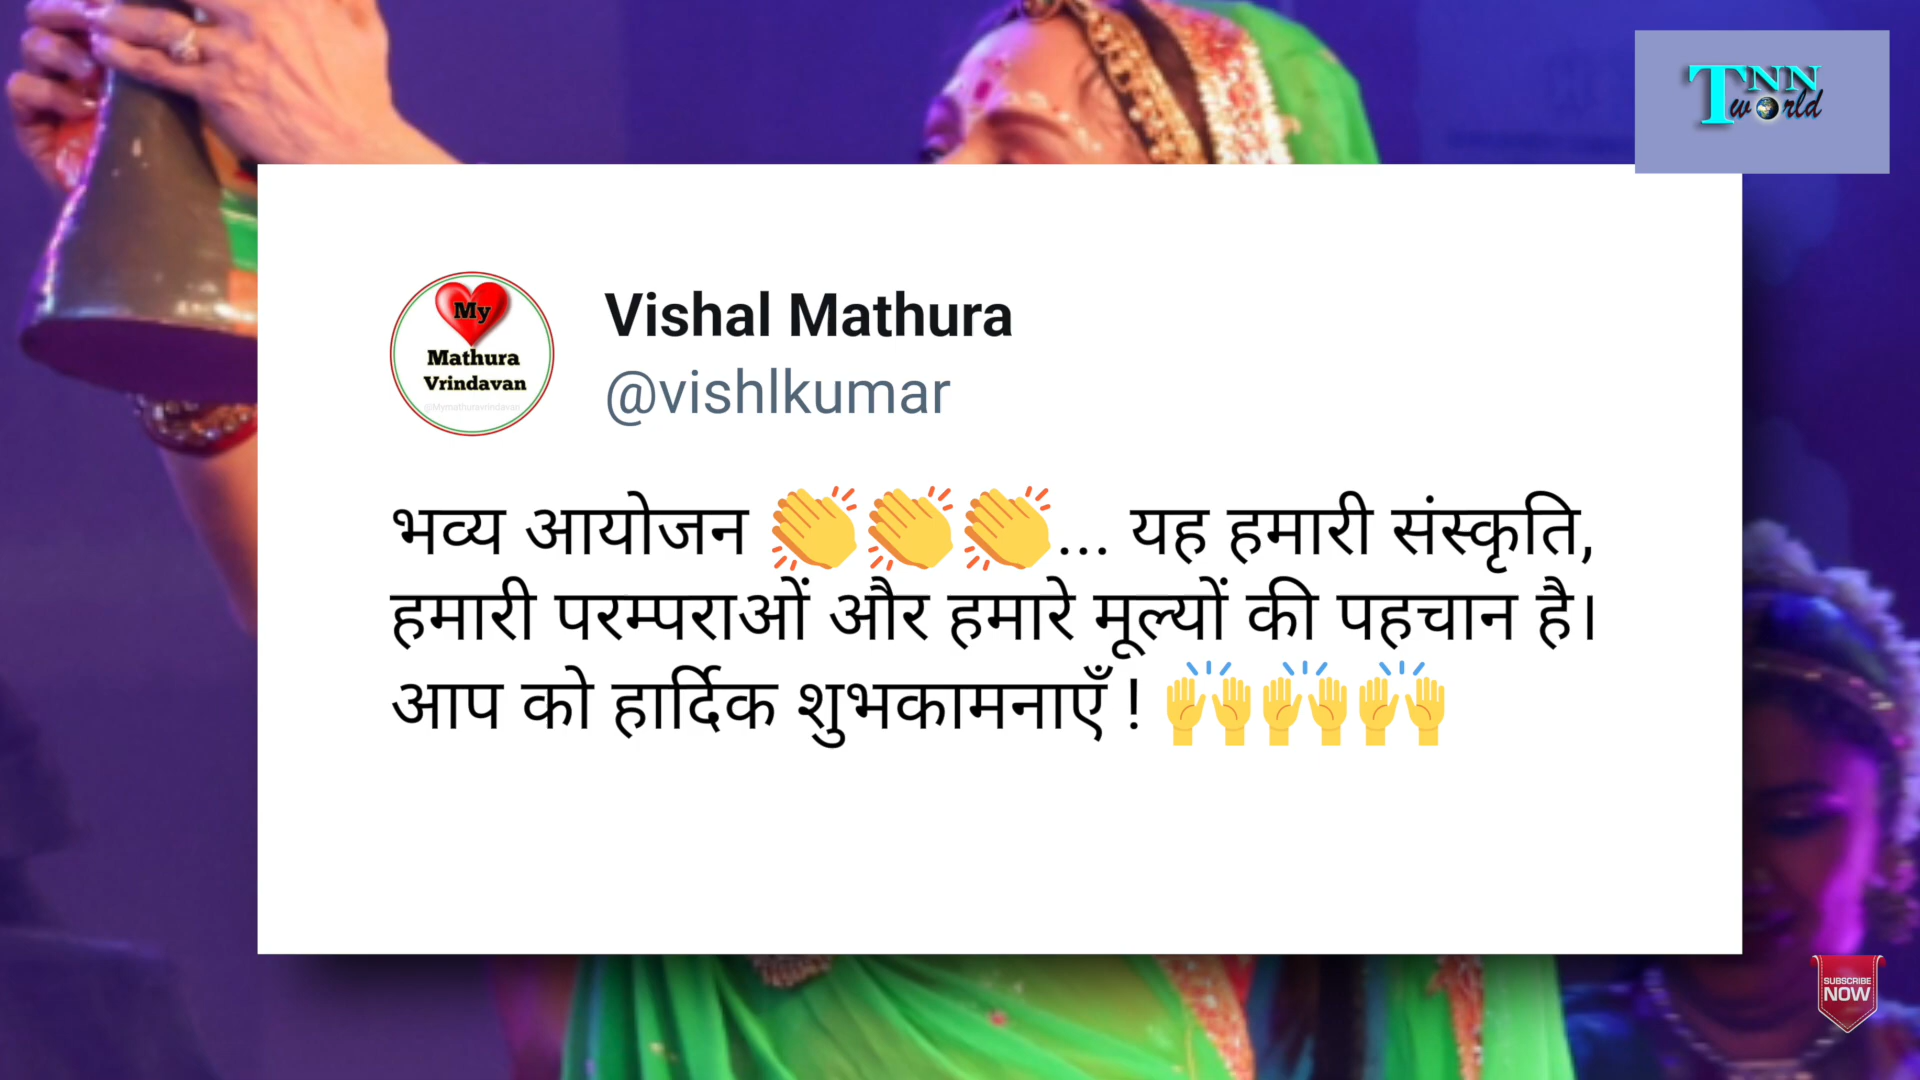 TNN
World
My
Mathura
Vrindavan
@Mymathuravrindavan
Vishal Mathura
@vishlkumar
भव्य आयोजन 👏👏👏... यह हमारी संस्कृति,
हमारी परम्पराओं और हमारे मूल्यों की पहचान है।
आप को हार्दिक शुभकामनाएँ ! 🙌🙌🙌
SUBSCRIBE
NOW